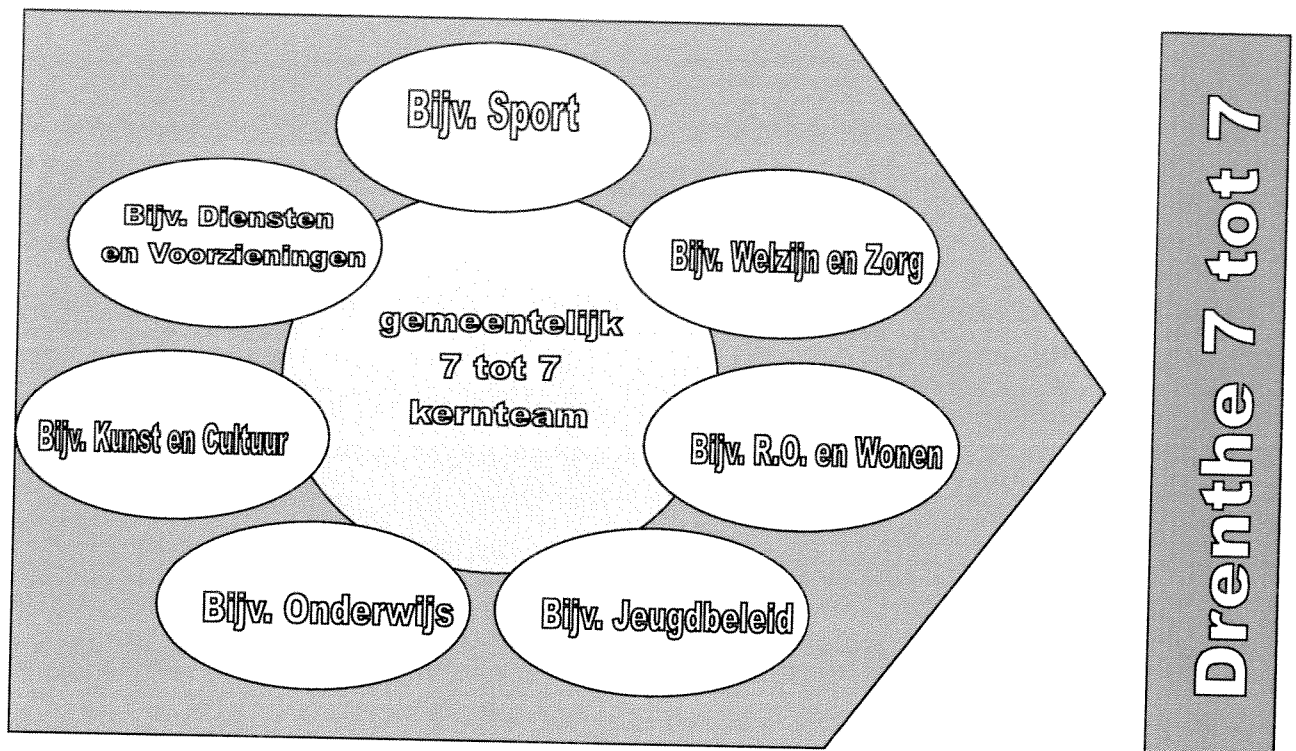 Bijv. Sport
Bijv. Diensten
en Voorzieningen
Bijv. Welzijn en Zorg
gemeentelijk
7 tot 7
kernteam
Bijv. Kunst en Cultuur
Bijv. R.O. en Wonen
Bijv. Onderwijs
Bijv. Jeugdbeleid
Drenthe 7 tot 7